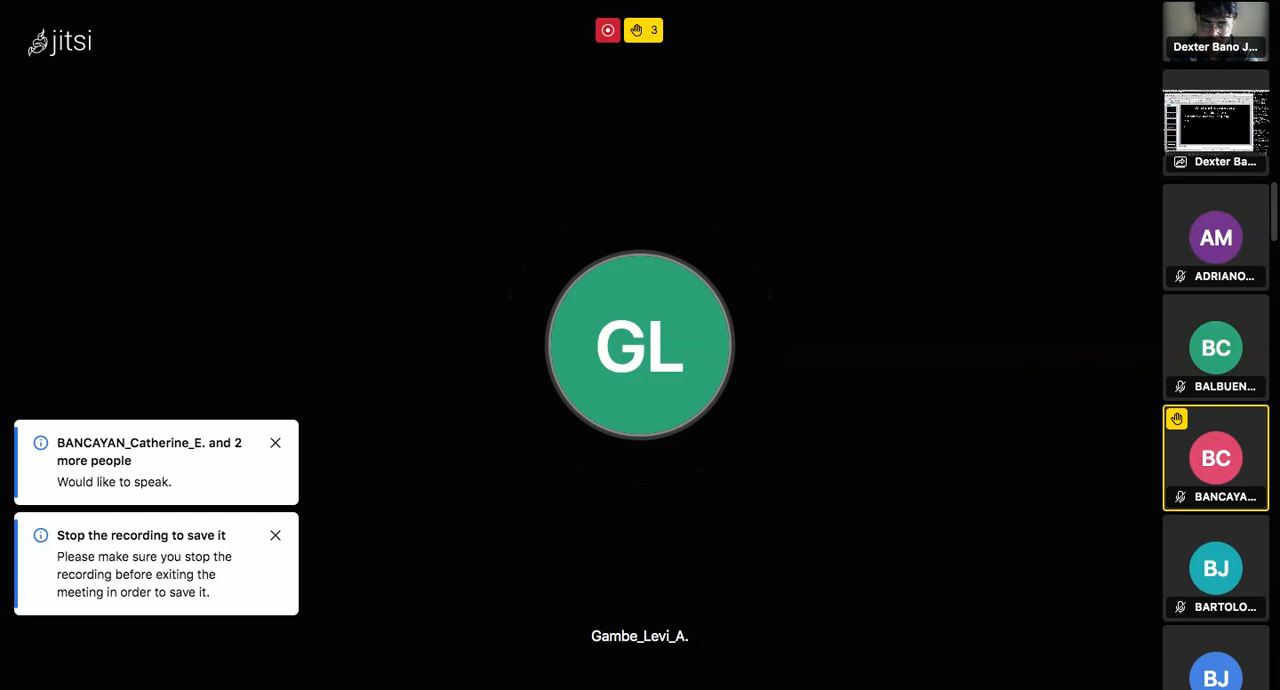 jitsi
3
Dexter Bano J...
Dexter Ba...
AM
ADRIANO...
BC
BALBUEN...
BC
BANCAYA...
BJ
BARTOLO...
BJ
GL
Gambe_Levi_A.
BANCAYAN_Catherine_E. and 2
more people
Would like to speak.
Stop the recording to save it
Please make sure you stop the
recording before exiting the
meeting in order to save it.